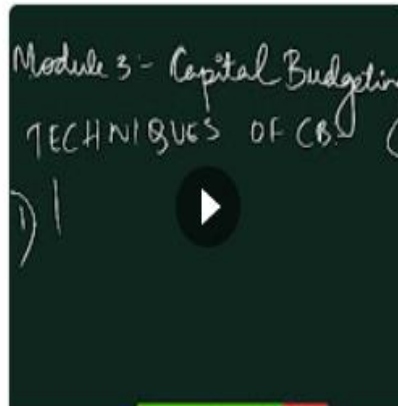 Module 3:- Capital Budgetin
TECHNIQUES OF CB. (
1) |